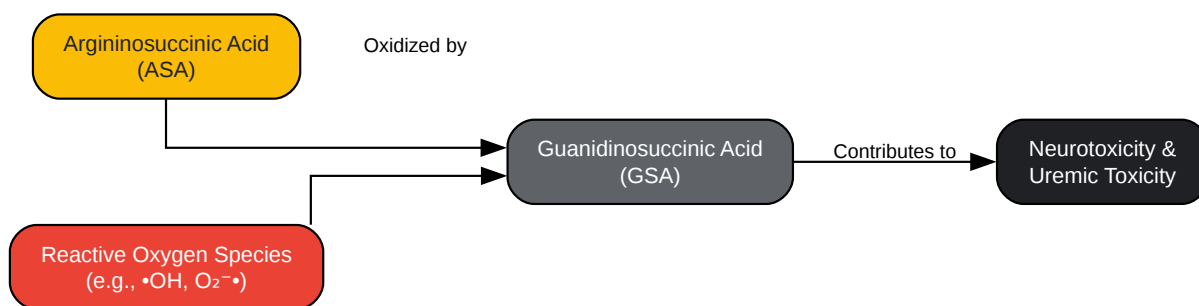 Argininosuccinic Acid
(ASA)
Oxidized by
Guanidinosuccinic Acid
(GSA)
Contributes to
Neurotoxicity &
Uremic Toxicity
Reactive Oxygen Species
(e.g., •OH, O₂⁻•)